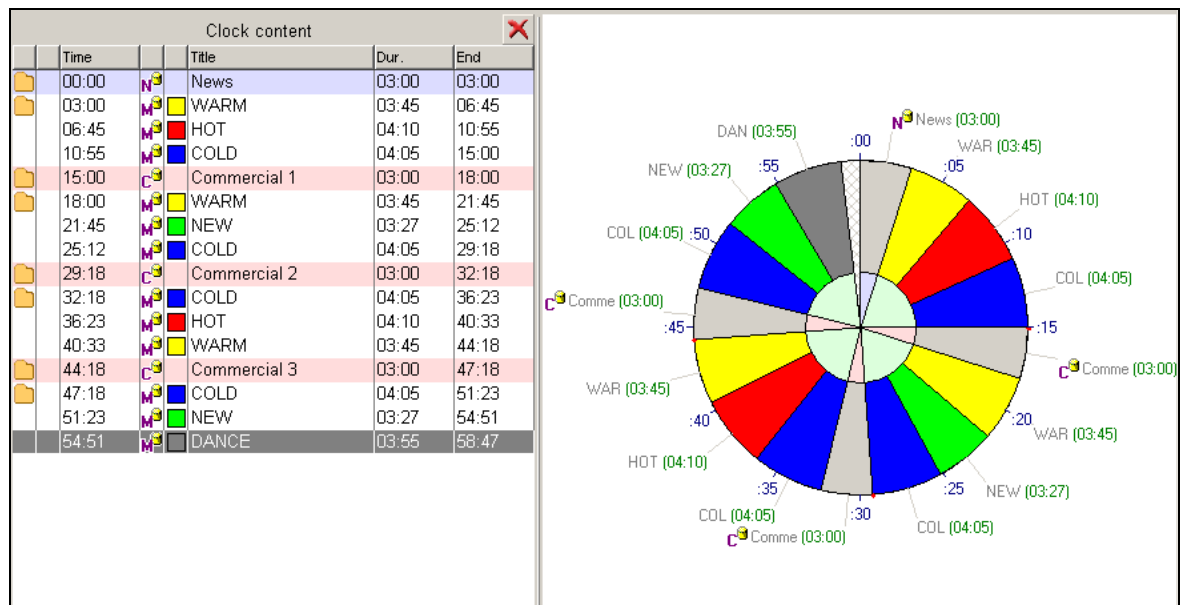 Clock content
Time Title Dur. End
00:00 N News 03:00 03:00
03:00 M WARM 03:45 06:45
06:45 M HOT 04:10 10:55
10:55 M COLD 04:05 15:00
15:00 C Commercial 1 03:00 18:00
18:00 M WARM 03:45 21:45
21:45 M NEW 03:27 25:12
25:12 M COLD 04:05 29:18
29:18 C Commercial 2 03:00 32:18
32:18 M COLD 04:05 36:23
36:23 M HOT 04:10 40:33
40:33 M WARM 03:45 44:18
44:18 C Commercial 3 03:00 47:18
47:18 M COLD 04:05 51:23
51:23 M NEW 03:27 54:51
54:51 M DANCE 03:55 58:47
N News (03:00)
DAN (03:55)
:00
WAR (03:45)
NEW (03:27)
:55
:05
HOT (04:10)
COL (04:05)
:50
:10
COL (04:05)
C Comme (03:00)
:45
:15
C Comme (03:00)
WAR (03:45)
:40
:20
WAR (03:45)
HOT (04:10)
:35
:25
NEW (03:27)
COL (04:05)
:30
COL (04:05)
C Comme (03:00)